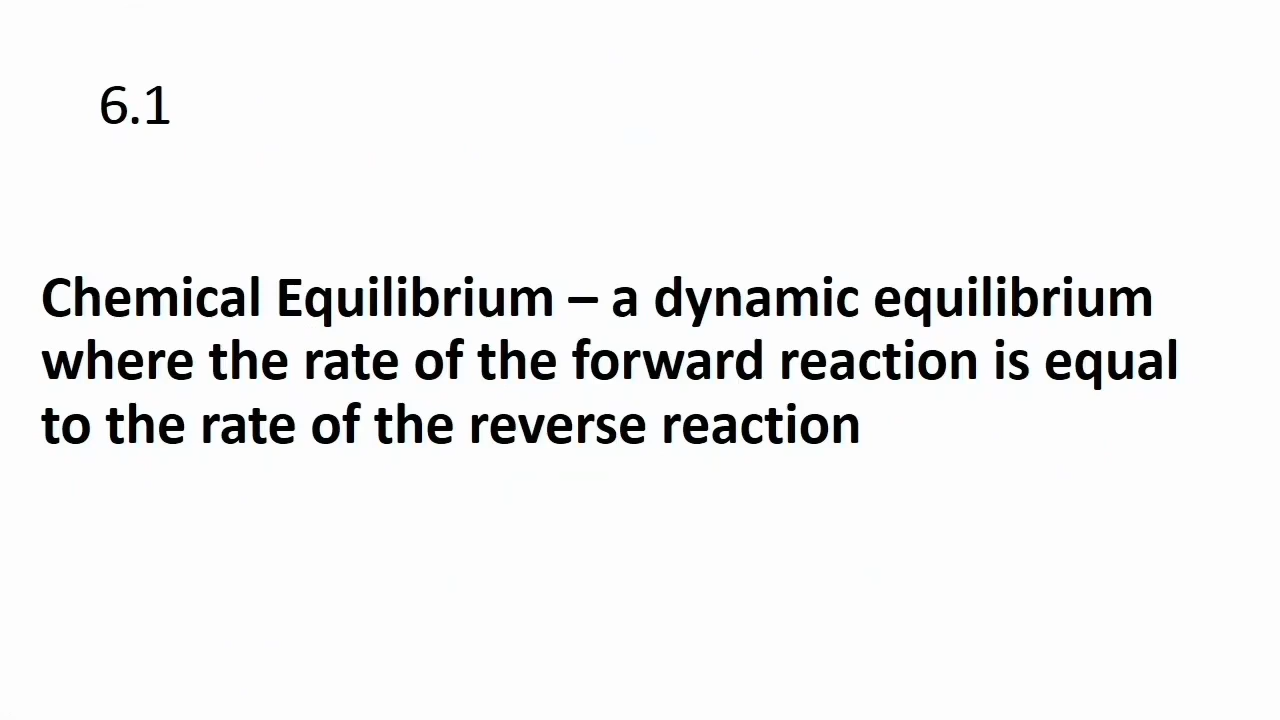 6.1
Chemical Equilibrium – a dynamic equilibrium
where the rate of the forward reaction is equal
to the rate of the reverse reaction